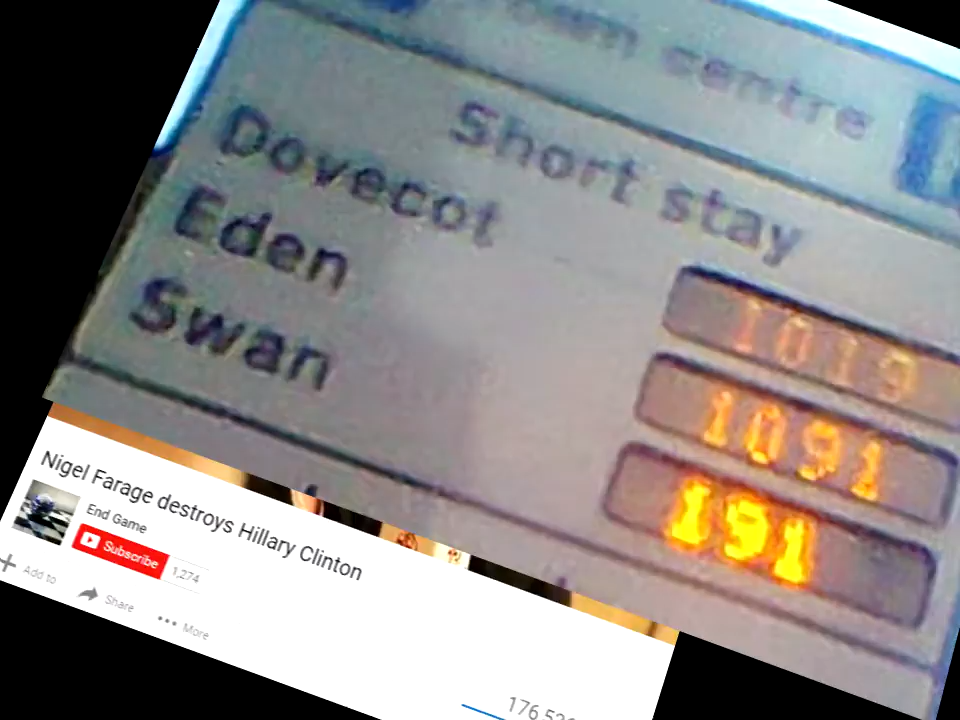 centre
Short stay
Dovecot 1019
Eden 1091
Swan 191
Nigel Farage destroys Hillary Clinton
End Game
Subscribe 1,274
Add to Share More